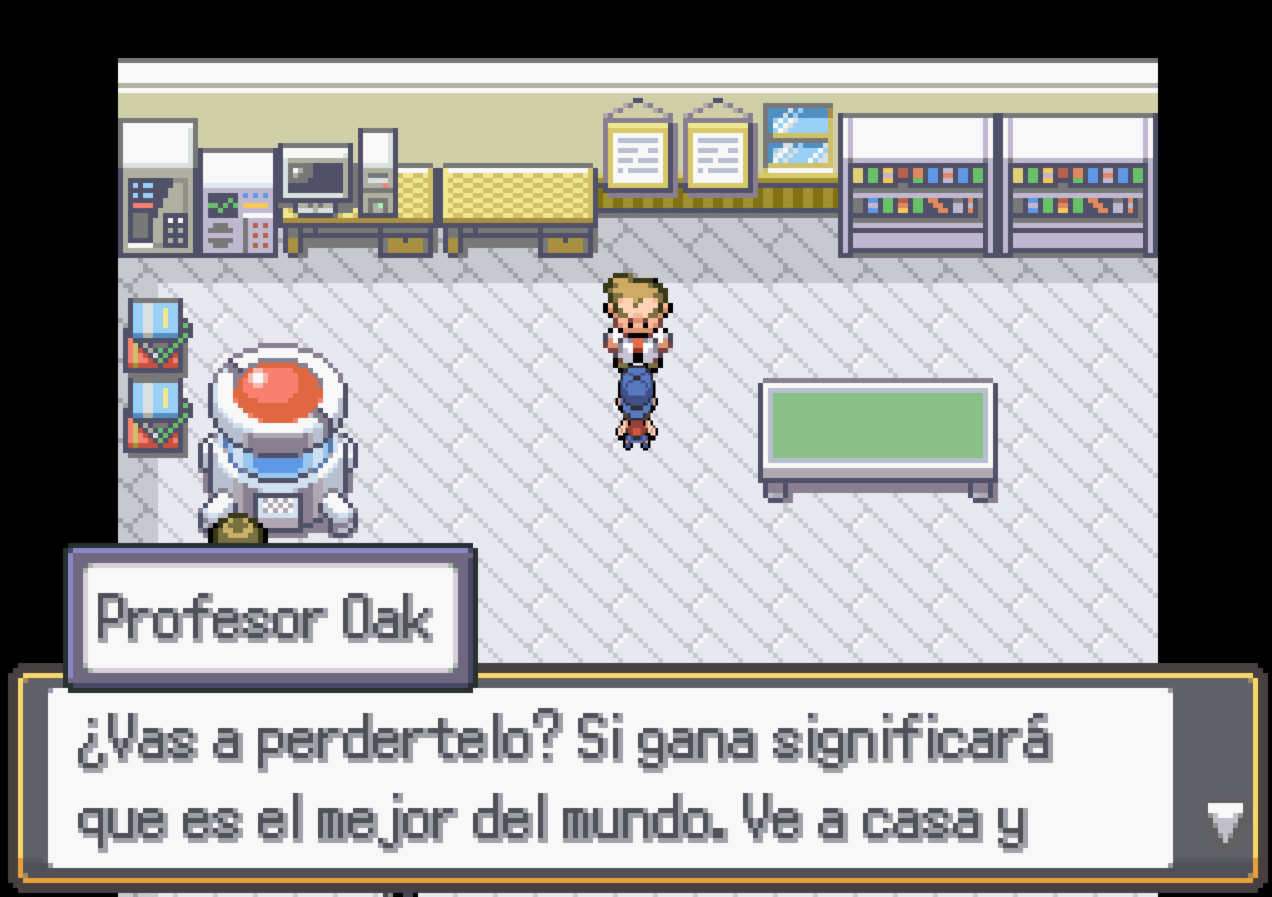 Profesor Oak
¿Vas a perdertelo? Si gana significará
que es el mejor del mundo. Ve a casa y